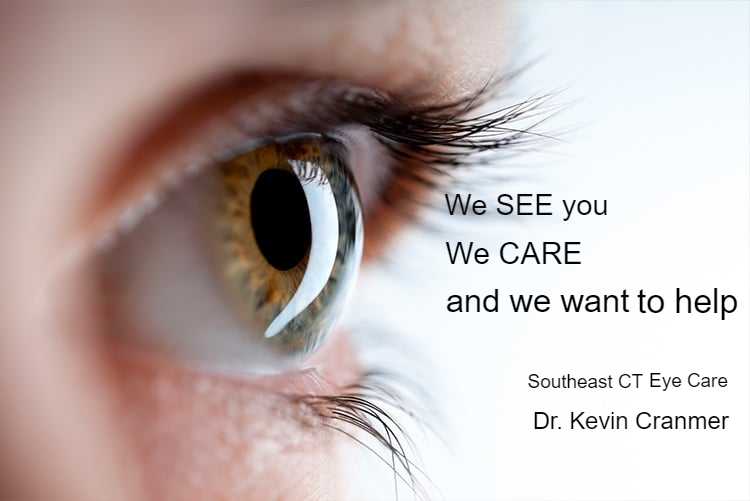 We SEE you
We CARE
and we want to help
Southeast CT Eye Care
Dr. Kevin Cranmer